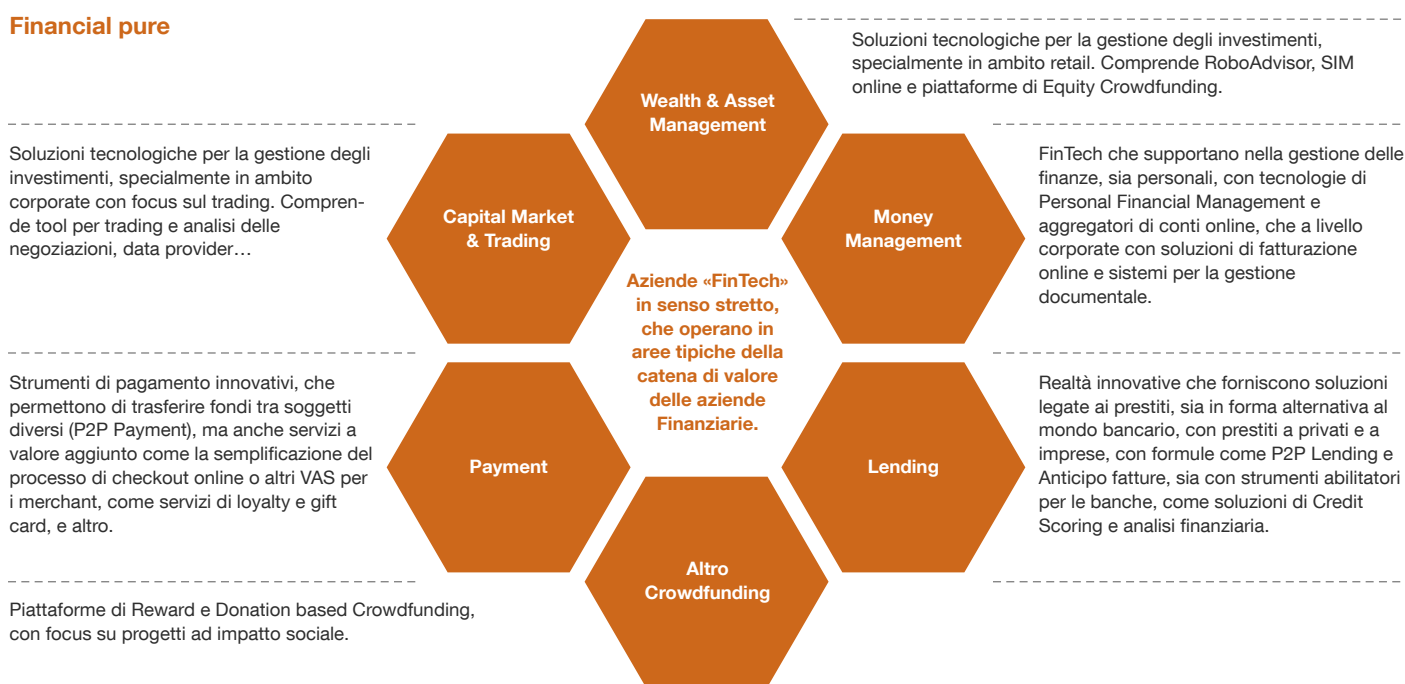 Financial pure
Wealth & Asset
Management
Soluzioni tecnologiche per la gestione degli investimenti,
specialmente in ambito retail. Comprende RoboAdvisor, SIM
online e piattaforme di Equity Crowdfunding.
Soluzioni tecnologiche per la gestione degli
investimenti, specialmente in ambito
corporate con focus sul trading. Compren-
de tool per trading e analisi delle
negoziazioni, data provider…
Capital Market
& Trading
Money
Management
FinTech che supportano nella gestione delle
finanze, sia personali, con tecnologie di
Personal Financial Management e
aggregatori di conti online, che a livello
corporate con soluzioni di fatturazione
online e sistemi per la gestione
documentale.
Aziende «FinTech»
in senso stretto,
che operano in
aree tipiche della
catena di valore
delle aziende
Finanziarie.
Strumenti di pagamento innovativi, che
permettono di trasferire fondi tra soggetti
diversi (P2P Payment), ma anche servizi a
valore aggiunto come la semplificazione del
processo di checkout online o altri VAS per
i merchant, come servizi di loyalty e gift
card, e altro.
Payment
Lending
Realtà innovative che forniscono soluzioni
legate ai prestiti, sia in forma alternativa al
mondo bancario, con prestiti a privati e a
imprese, con formule come P2P Lending e
Anticipo fatture, sia con strumenti abilitatori
per le banche, come soluzioni di Credit
Scoring e analisi finanziaria.
Altro
Crowdfunding
Piattaforme di Reward e Donation based Crowdfunding,
con focus su progetti ad impatto sociale.